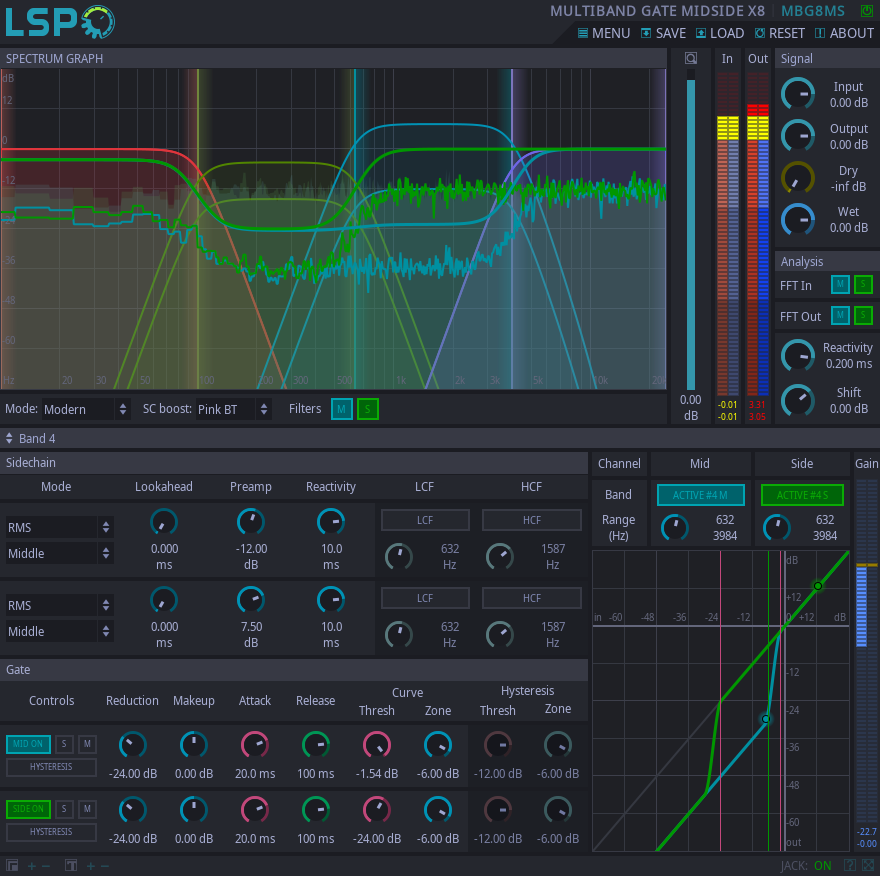 LSP
MULTIBAND GATE MIDSIDE X8 MBG8MS
MENU SAVE LOAD RESET ABOUT
SPECTRUM GRAPH
In Out
Signal
dB
12
0
-12
-36
-48
-60
Hz 20 30 50 100 200 300 500 1k 2k 3k 5k 10k 20k
0.00
dB
-0.01
-0.01
3.31
3.05
Input
0.00 dB
Output
0.00 dB
Dry
-inf dB
Wet
0.00 dB
Analysis
FFT In M S
FFT Out M S
Reactivity
0.200 ms
Shift
0.00 dB
Mode: Modern SC boost: Pink BT Filters M S
Band 4
Sidechain
Mode Lookahead Preamp Reactivity LCF HCF
RMS
Middle
0.000
ms
-12.00
dB
10.0
ms
LCF
632
Hz
HCF
1587
Hz
RMS
Middle
0.000
ms
7.50
dB
10.0
ms
LCF
632
Hz
HCF
1587
Hz
Gate
Controls Reduction Makeup Attack Release
Curve
Thresh Zone
Hysteresis
Thresh Zone
MID ON S M
HYSTERESIS
-24.00 dB 0.00 dB 20.0 ms 100 ms -1.54 dB -6.00 dB -12.00 dB -6.00 dB
SIDE ON S M
HYSTERESIS
-24.00 dB 0.00 dB 20.0 ms 100 ms -24.00 dB -6.00 dB -12.00 dB -6.00 dB
Channel Mid Side Gain
Band ACTIVE #4 M ACTIVE #4 S
Range
(Hz)
632
3984
632
3984
dB
+12
in -60 -48 -36 -24 -12 0 +12 dB
-12
-24
-36
-48
-60
out
-22.7
-0.00
JACK: ON